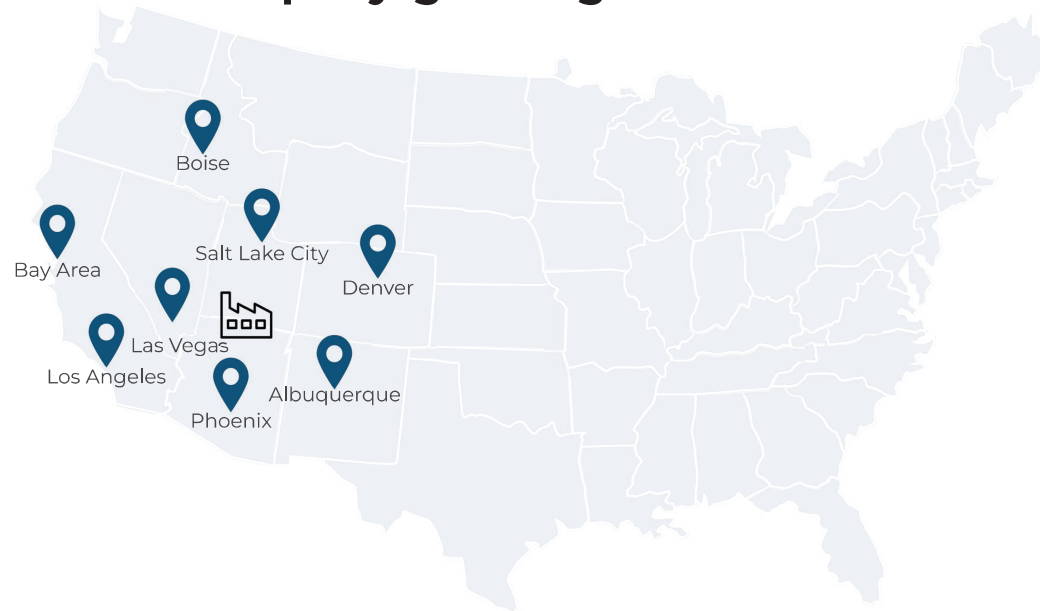 Boise
Salt Lake City
Bay Area
Denver
Las Vegas
Los Angeles
Albuquerque
Phoenix